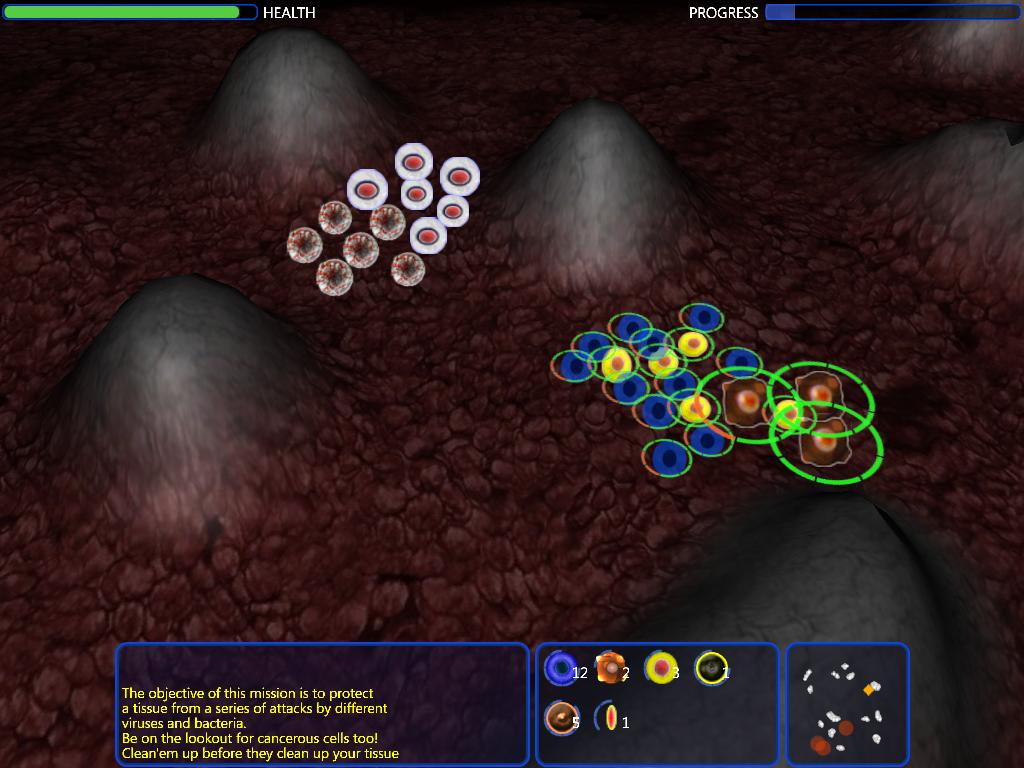 HEALTH PROGRESS
12 2 3 1
5 1
The objective of this mission is to protect
a tissue from a series of attacks by different
viruses and bacteria.
Be on the lookout for cancerous cells too!
Clean'em up before they clean up your tissue